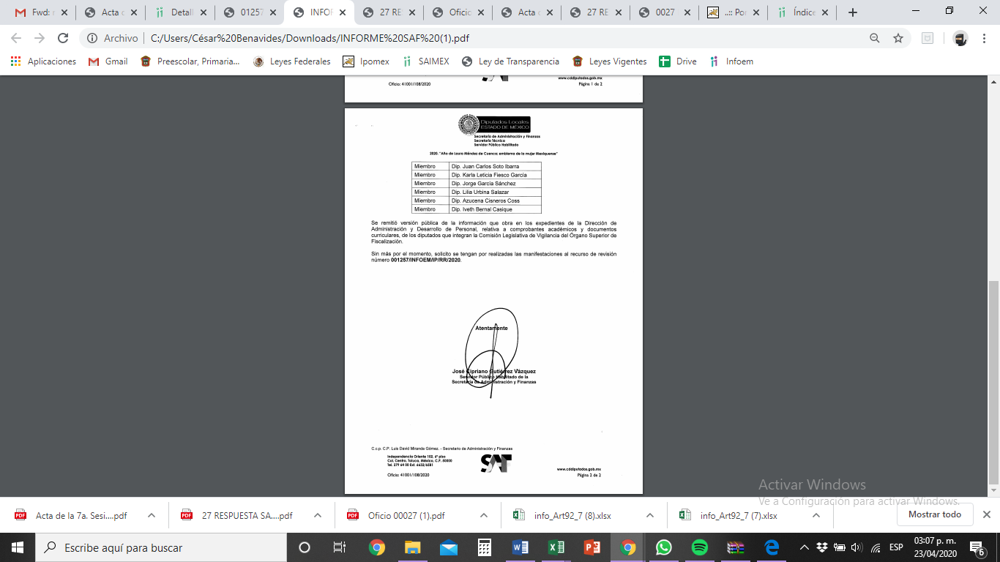 Fwd: r
Acta c
Detall
01257
INFOR
27 RES
Oficio
Acta c
27 RE
0027
..:: Por
Índice
Archivo | C:/Users/César%20Benavides/Downloads/INFORME%20SAF%20(1).pdf
Aplicaciones Gmail Preescolar, Primaria... Leyes Federales Ipomex SAIMEX Ley de Transparencia Leyes Vigentes Drive Infoem
www.cddiputados.gob.mx
Oficio: 41001/108/2020 Página 1 de 2
Diputados Locales
ESTADO DE MÉXICO
Secretaría de Administración y Finanzas
Secretaría Técnica
Servidor Público Habilitado
2020. "Año de Laura Méndez de Cuenca; emblema de la mujer Mexiquense"
Miembro Dip. Juan Carlos Soto Ibarra
Miembro Dip. Karla Leticia Fiesco García
Miembro Dip. Jorge García Sánchez
Miembro Dip. Lilia Urbina Salazar
Miembro Dip. Azucena Cisneros Coss
Miembro Dip. Iveth Bernal Casique
Se remitió versión pública de la información que obra en los expedientes de la Dirección de
Administración y Desarrollo de Personal, relativa a comprobantes académicos y documentos
curriculares, de los diputados que integran la Comisión Legislativa de Vigilancia del Órgano Superior de
Fiscalización.
Sin más por el momento, solicito se tengan por realizadas las manifestaciones al recurso de revisión
número 001257/INFOEM/IP/RR/2020.
Atentamente
José Cipriano Gutiérrez Vázquez
Servidor Público Habilitado de la
Secretaría de Administración y Finanzas
C.c.p. C.P. Luis David Miranda Gómez. - Secretario de Administración y Finanzas
Independencia Oriente 102, 6º piso
Col. Centro, Toluca, México, C.P. 50000
Tel. 279 64 00 Ext. 6632/6581
SAF
www.cddiputados.gob.mx
Oficio: 41001/108/2020 Página 2 de 2
Activar Windows
Ve a Configuración para activar Windows.
Acta de la 7a. Sesi....pdf
27 RESPUESTA SA....pdf
Oficio 00027 (1).pdf
info_Art92_7 (8).xlsx
info_Art92_7 (7).xlsx
Mostrar todo
Escribe aquí para buscar
ESP
03:07 p. m.
23/04/2020
6